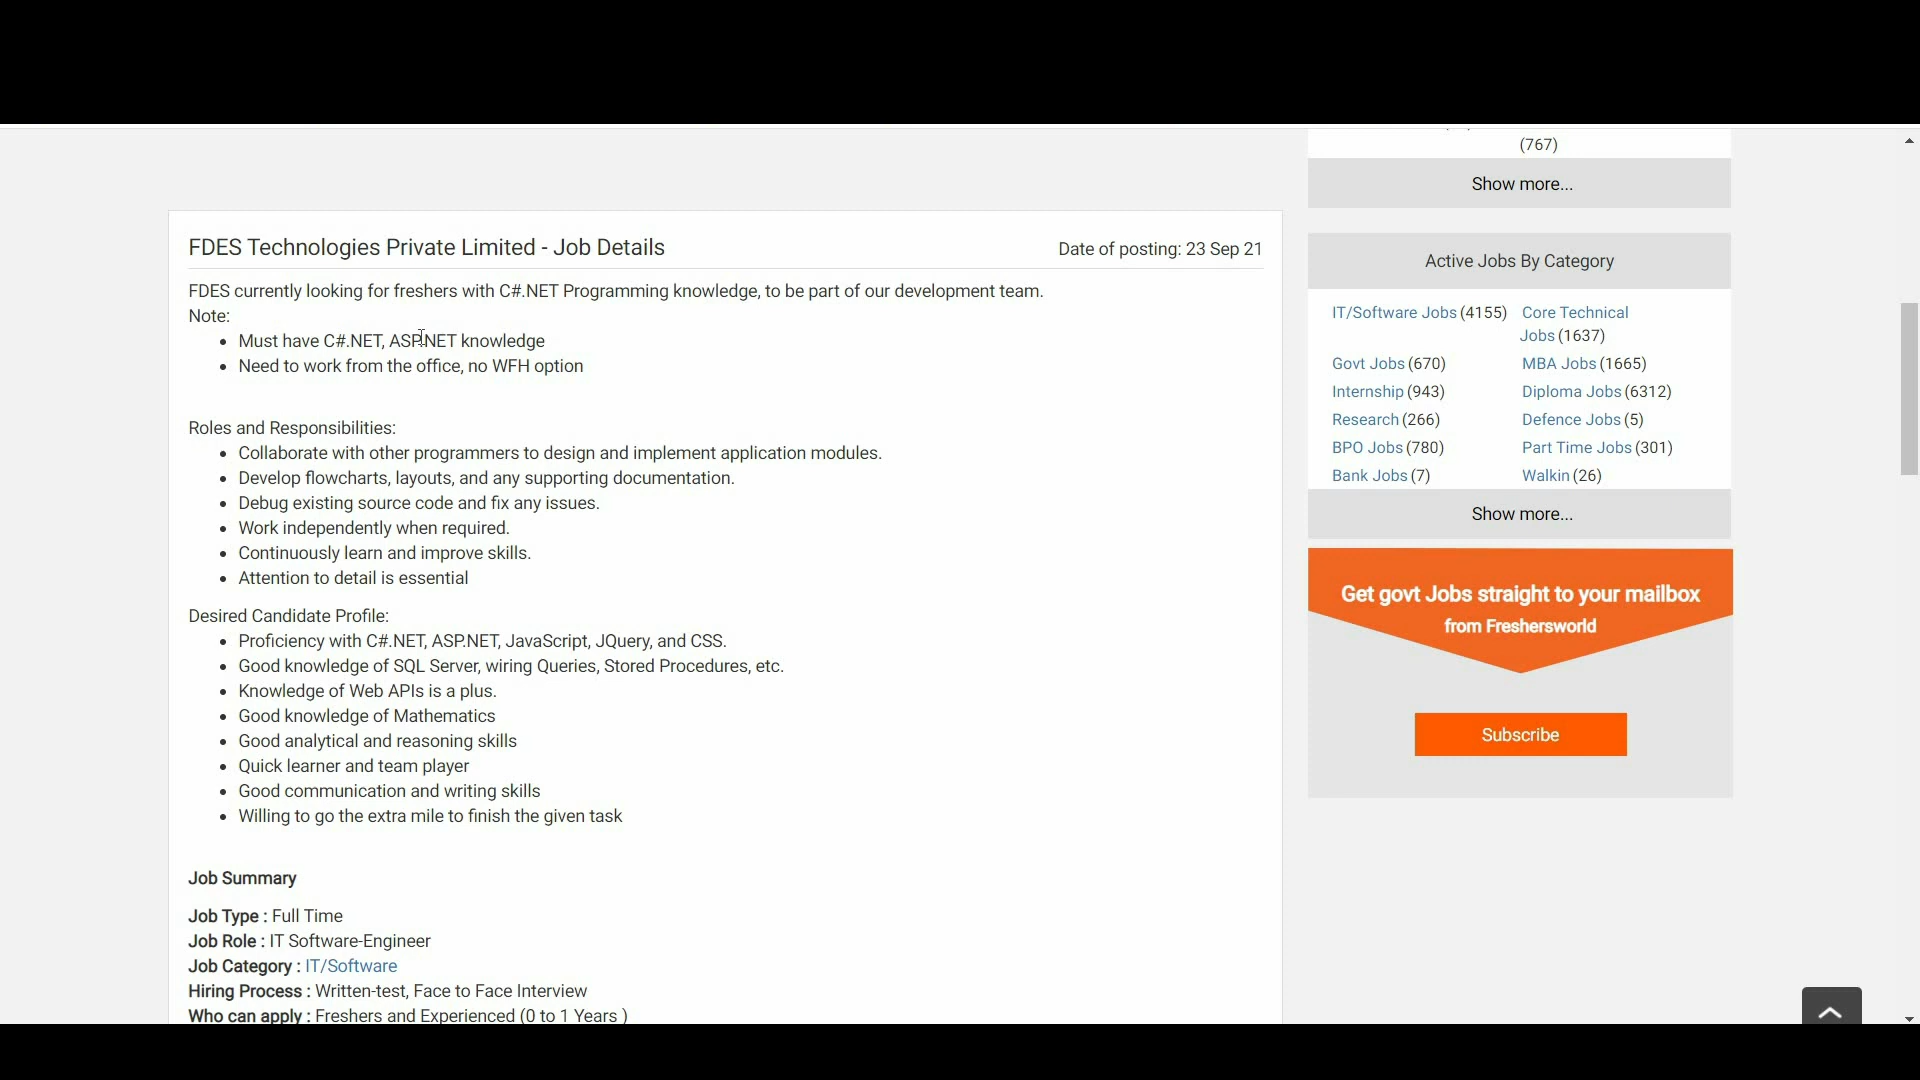 (767)
Show more...
FDES Technologies Private Limited - Job Details
Date of posting: 23 Sep 21
FDES currently looking for freshers with C#.NET Programming knowledge, to be part of our development team.
Note:
• Must have C#.NET, ASP.NET knowledge
• Need to work from the office, no WFH option
Roles and Responsibilities:
• Collaborate with other programmers to design and implement application modules.
• Develop flowcharts, layouts, and any supporting documentation.
• Debug existing source code and fix any issues.
• Work independently when required.
• Continuously learn and improve skills.
• Attention to detail is essential
Desired Candidate Profile:
• Proficiency with C#.NET, ASP.NET, JavaScript, JQuery, and CSS.
• Good knowledge of SQL Server, wiring Queries, Stored Procedures, etc.
• Knowledge of Web APIs is a plus.
• Good knowledge of Mathematics
• Good analytical and reasoning skills
• Quick learner and team player
• Good communication and writing skills
• Willing to go the extra mile to finish the given task
Job Summary
Job Type : Full Time
Job Role : IT Software-Engineer
Job Category : IT/Software
Hiring Process : Written-test, Face to Face Interview
Who can apply : Freshers and Experienced (0 to 1 Years )
Active Jobs By Category
IT/Software Jobs (4155)
Core Technical
Jobs (1637)
Govt Jobs (670)
MBA Jobs (1665)
Internship (943)
Diploma Jobs (6312)
Research (266)
Defence Jobs (5)
BPO Jobs (780)
Part Time Jobs (301)
Bank Jobs (7)
Walkin (26)
Show more...
Get govt Jobs straight to your mailbox
from Freshersworld
Subscribe